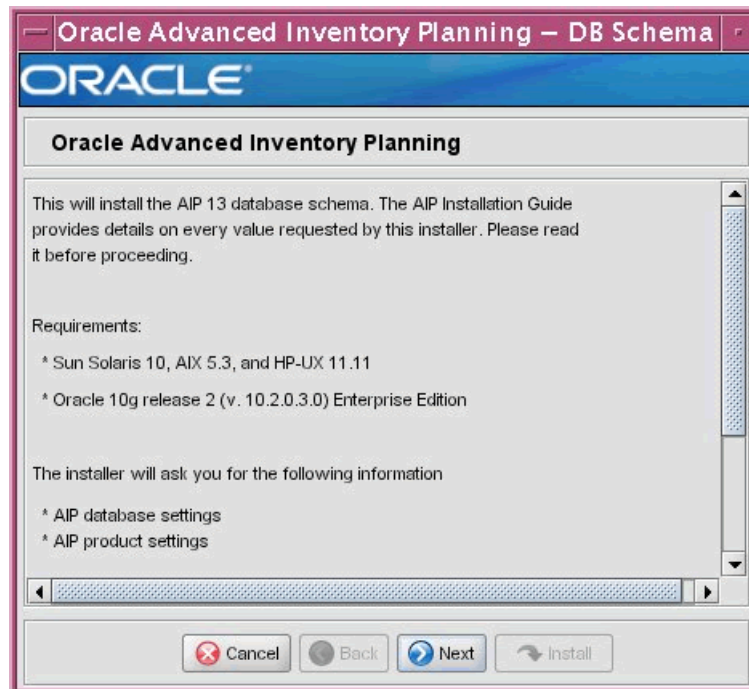 Oracle Advanced Inventory Planning – DB Schema
ORACLE®
Oracle Advanced Inventory Planning
This will install the AIP 13 database schema. The AIP Installation Guide
provides details on every value requested by this installer. Please read
it before proceeding.
Requirements:
* Sun Solaris 10, AIX 5.3, and HP-UX 11.11
* Oracle 10g release 2 (v. 10.2.0.3.0) Enterprise Edition
The installer will ask you for the following information
* AIP database settings
* AIP product settings
Cancel Back Next Install